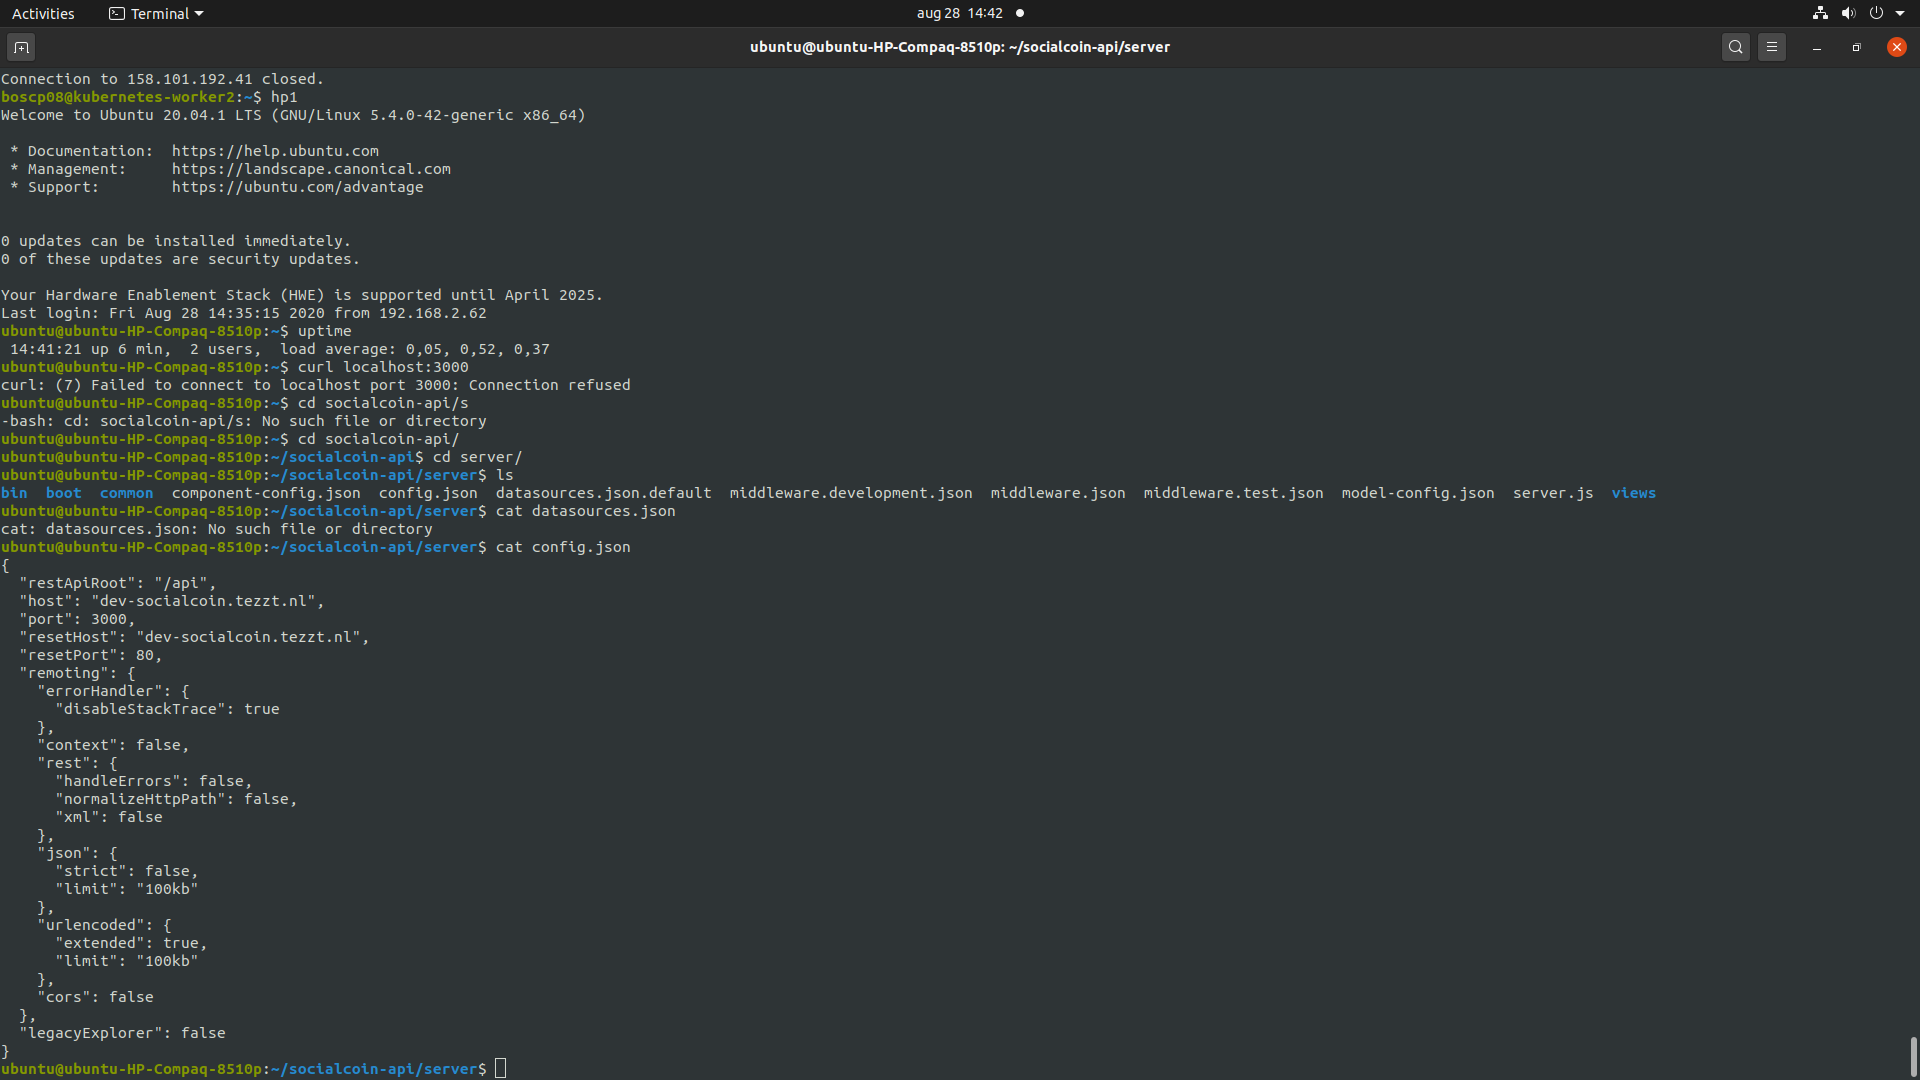 Activities Terminal aug 28 14:42
ubuntu@ubuntu-HP-Compaq-8510p: ~/socialcoin-api/server
Connection to 158.101.192.41 closed.
boscp08@kubernetes-worker2:~$ hp1
Welcome to Ubuntu 20.04.1 LTS (GNU/Linux 5.4.0-42-generic x86_64)
 * Documentation:  https://help.ubuntu.com
 * Management:     https://landscape.canonical.com
 * Support:        https://ubuntu.com/advantage
0 updates can be installed immediately.
0 of these updates are security updates.
Your Hardware Enablement Stack (HWE) is supported until April 2025.
Last login: Fri Aug 28 14:35:15 2020 from 192.168.2.62
ubuntu@ubuntu-HP-Compaq-8510p:~$ uptime
 14:41:21 up 6 min,  2 users,  load average: 0,05, 0,52, 0,37
ubuntu@ubuntu-HP-Compaq-8510p:~$ curl localhost:3000
curl: (7) Failed to connect to localhost port 3000: Connection refused
ubuntu@ubuntu-HP-Compaq-8510p:~$ cd socialcoin-api/s
-bash: cd: socialcoin-api/s: No such file or directory
ubuntu@ubuntu-HP-Compaq-8510p:~$ cd socialcoin-api/
ubuntu@ubuntu-HP-Compaq-8510p:~/socialcoin-api$ cd server/
ubuntu@ubuntu-HP-Compaq-8510p:~/socialcoin-api/server$ ls
bin  boot  common  component-config.json  config.json  datasources.json.default  middleware.development.json  middleware.json  middleware.test.json  model-config.json  server.js  views
ubuntu@ubuntu-HP-Compaq-8510p:~/socialcoin-api/server$ cat datasources.json
cat: datasources.json: No such file or directory
ubuntu@ubuntu-HP-Compaq-8510p:~/socialcoin-api/server$ cat config.json
{
  "restApiRoot": "/api",
  "host": "dev-socialcoin.tezzt.nl",
  "port": 3000,
  "resetHost": "dev-socialcoin.tezzt.nl",
  "resetPort": 80,
  "remoting": {
    "errorHandler": {
      "disableStackTrace": true
    },
    "context": false,
    "rest": {
      "handleErrors": false,
      "normalizeHttpPath": false,
      "xml": false
    },
    "json": {
      "strict": false,
      "limit": "100kb"
    },
    "urlencoded": {
      "extended": true,
      "limit": "100kb"
    },
    "cors": false
  },
  "legacyExplorer": false
}
ubuntu@ubuntu-HP-Compaq-8510p:~/socialcoin-api/server$